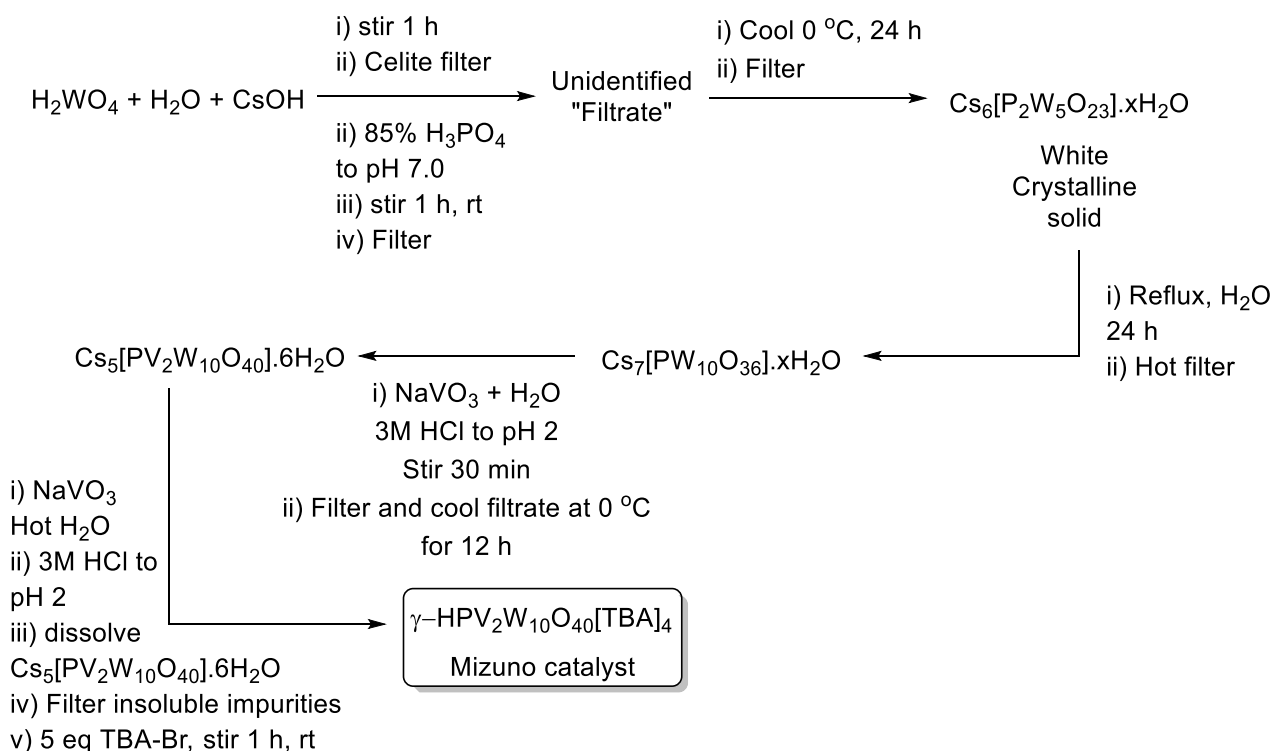 H₂WO₄ + H₂O + CsOH
i) stir 1 h
ii) Celite filter
ii) 85% H₃PO₄
to pH 7.0
iii) stir 1 h, rt
iv) Filter
Unidentified
"Filtrate"
i) Cool 0 ºC, 24 h
ii) Filter
Cs₆[P₂W₅O₂₃].xH₂O
White
Crystalline
solid
i) Reflux, H₂O
24 h
ii) Hot filter
Cs₇[PW₁₀O₃₆].xH₂O
i) NaVO₃ + H₂O
3M HCl to pH 2
Stir 30 min
ii) Filter and cool filtrate at 0 ºC
for 12 h
Cs₅[PV₂W₁₀O₄₀].6H₂O
i) NaVO₃
Hot H₂O
ii) 3M HCl to
pH 2
iii) dissolve
Cs₅[PV₂W₁₀O₄₀].6H₂O
iv) Filter insoluble impurities
v) 5 eq TBA-Br, stir 1 h, rt
γ–HPV₂W₁₀O₄₀[TBA]₄
Mizuno catalyst